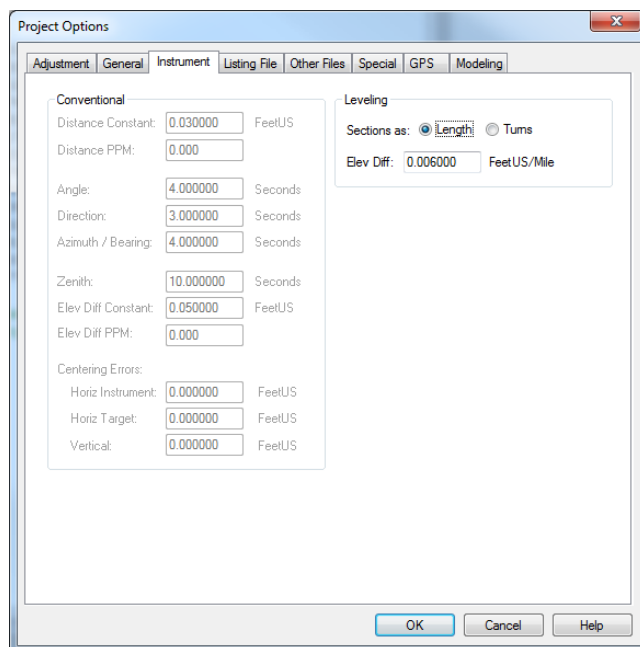 Project Options
Adjustment General Instrument Listing File Other Files Special GPS Modeling
Conventional
Distance Constant: 0.030000 FeetUS
Distance PPM: 0.000
Angle: 4.000000 Seconds
Direction: 3.000000 Seconds
Azimuth / Bearing: 4.000000 Seconds
Zenith: 10.000000 Seconds
Elev Diff Constant: 0.050000 FeetUS
Elev Diff PPM: 0.000
Centering Errors:
Horiz Instrument: 0.000000 FeetUS
Horiz Target: 0.000000 FeetUS
Vertical: 0.000000 FeetUS
Leveling
Sections as: Length Turns
Elev Diff: 0.006000 FeetUS/Mile
OK Cancel Help